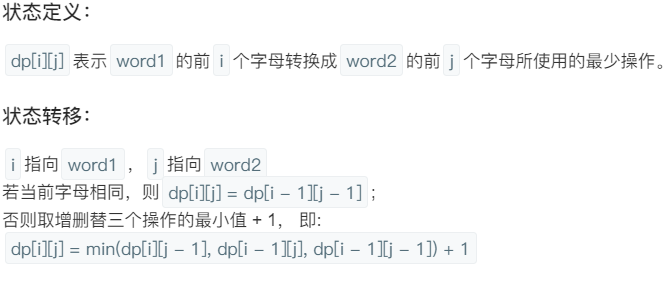 状态定义：
dp[i][j] 表示 word1 的前 i 个字母转换成 word2 的前 j 个字母所使用的最少操作。
状态转移：
i 指向 word1 ， j 指向 word2
若当前字母相同，则 dp[i][j] = dp[i − 1][j − 1] ;
否则取增删替三个操作的最小值 + 1， 即:
dp[i][j] = min(dp[i][j − 1], dp[i − 1][j], dp[i − 1][j − 1]) + 1